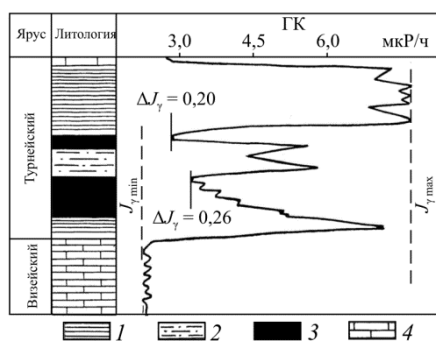 ГК
Ярус Литология 3,0 4,5 6,0 мкР/ч
Турнейский
ΔJγ = 0,20
Jγ min
Jγ max
ΔJγ = 0,26
Визейский
1 2 3 4